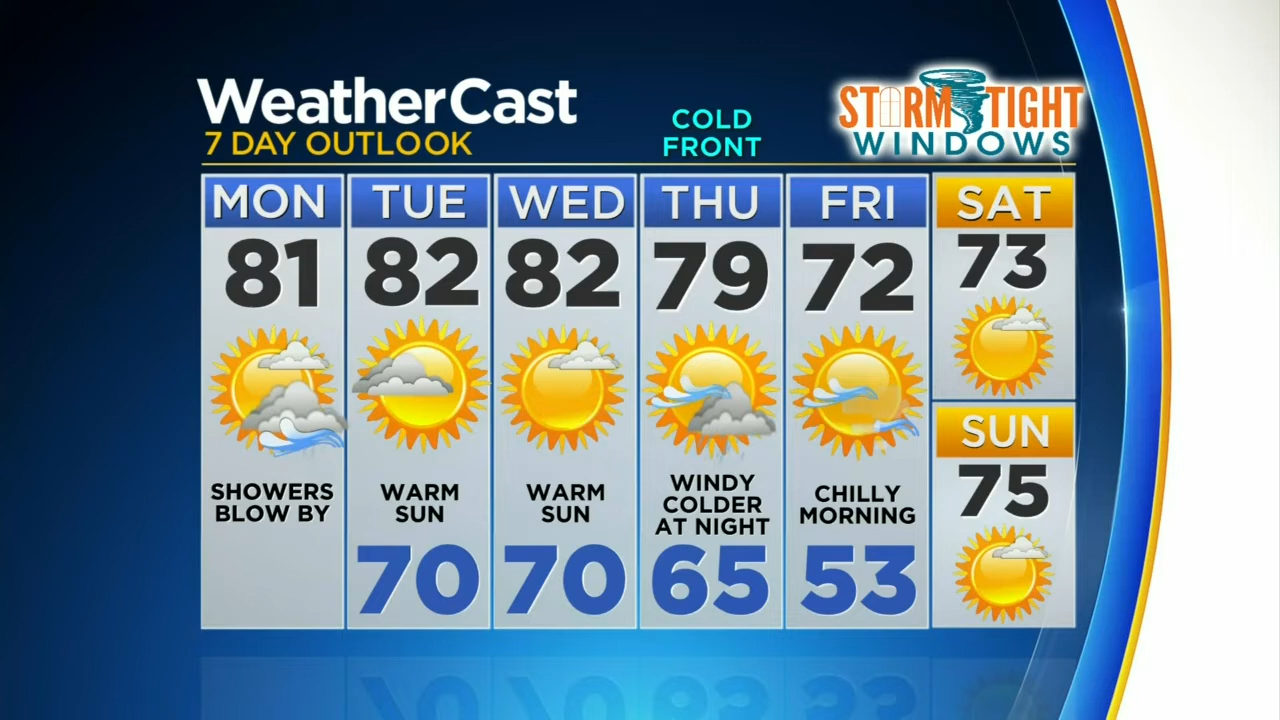 WeatherCast
7 DAY OUTLOOK
COLD
FRONT
STORM TIGHT
WINDOWS
MON
81
SHOWERS
BLOW BY
TUE
82
WARM
SUN
70
WED
82
WARM
SUN
70
THU
79
WINDY
COLDER
AT NIGHT
65
FRI
72
CHILLY
MORNING
53
SAT
73
SUN
75